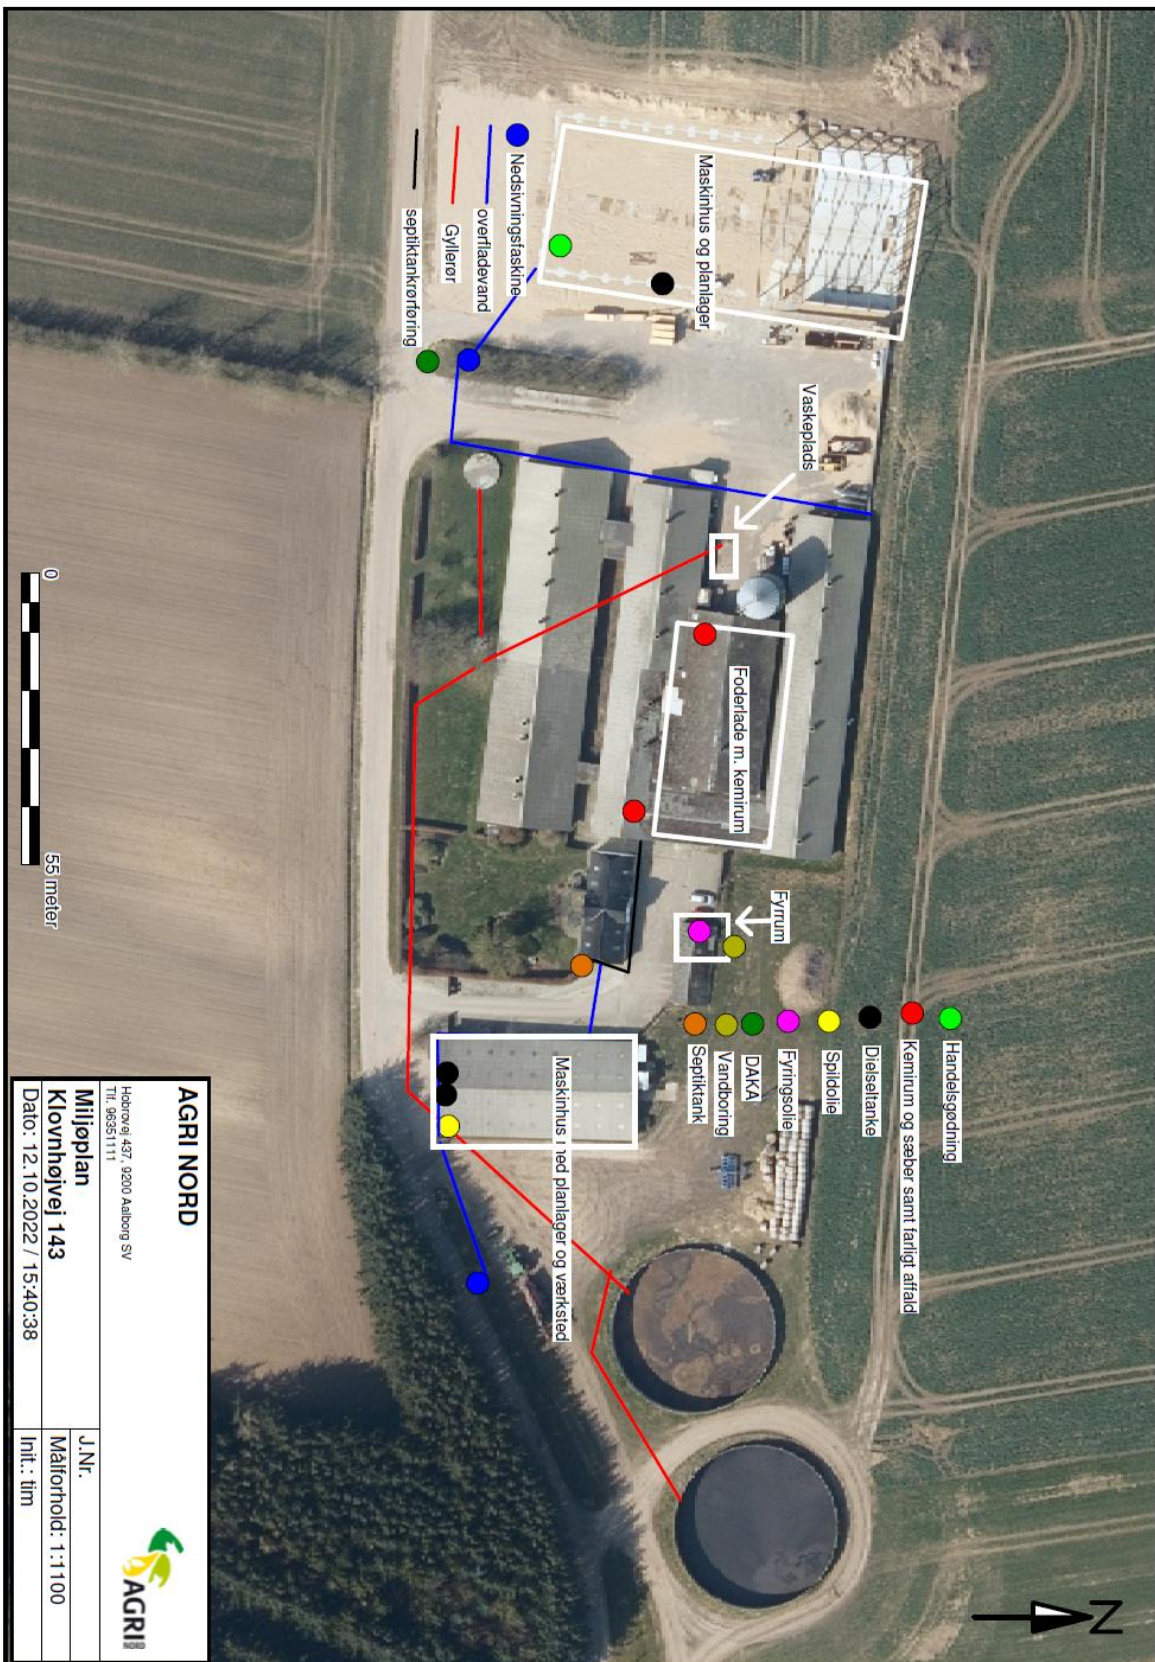 Handelsgødning
Kemirum og sæber samt farligt affald
Dielseltanke
Spildolie
Fyringsolie
DAKA
Vandboring
Septiktank
Maskinhus og planlager
Vaskeplads
Foderlade m. kemirum
Fyrrum
Maskinhus med planlager og værksted
Nedsivningsfaskine
overfladevand
Gyllerør
septiktankrørføring
0
55 meter
N
AGRI NORD
Hobrovej 437, 9200 Aalborg SV
Tlf. 96351111
AGRI
NORD
Miljøplan
Klovnhøjvej 143
Dato: 12.10.2022 / 15:40:38
J.Nr.
Målforhold: 1:1100
Init.: tim